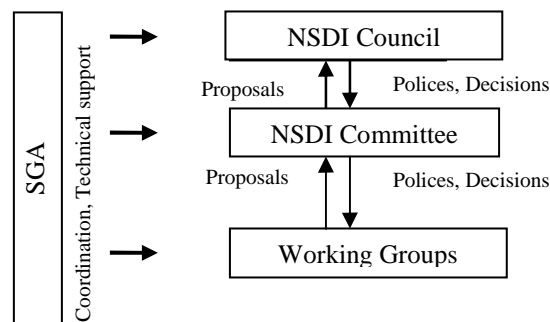 SGA
Coordination, Technical support
NSDI Council
Proposals
Polices, Decisions
NSDI Committee
Proposals
Polices, Decisions
Working Groups